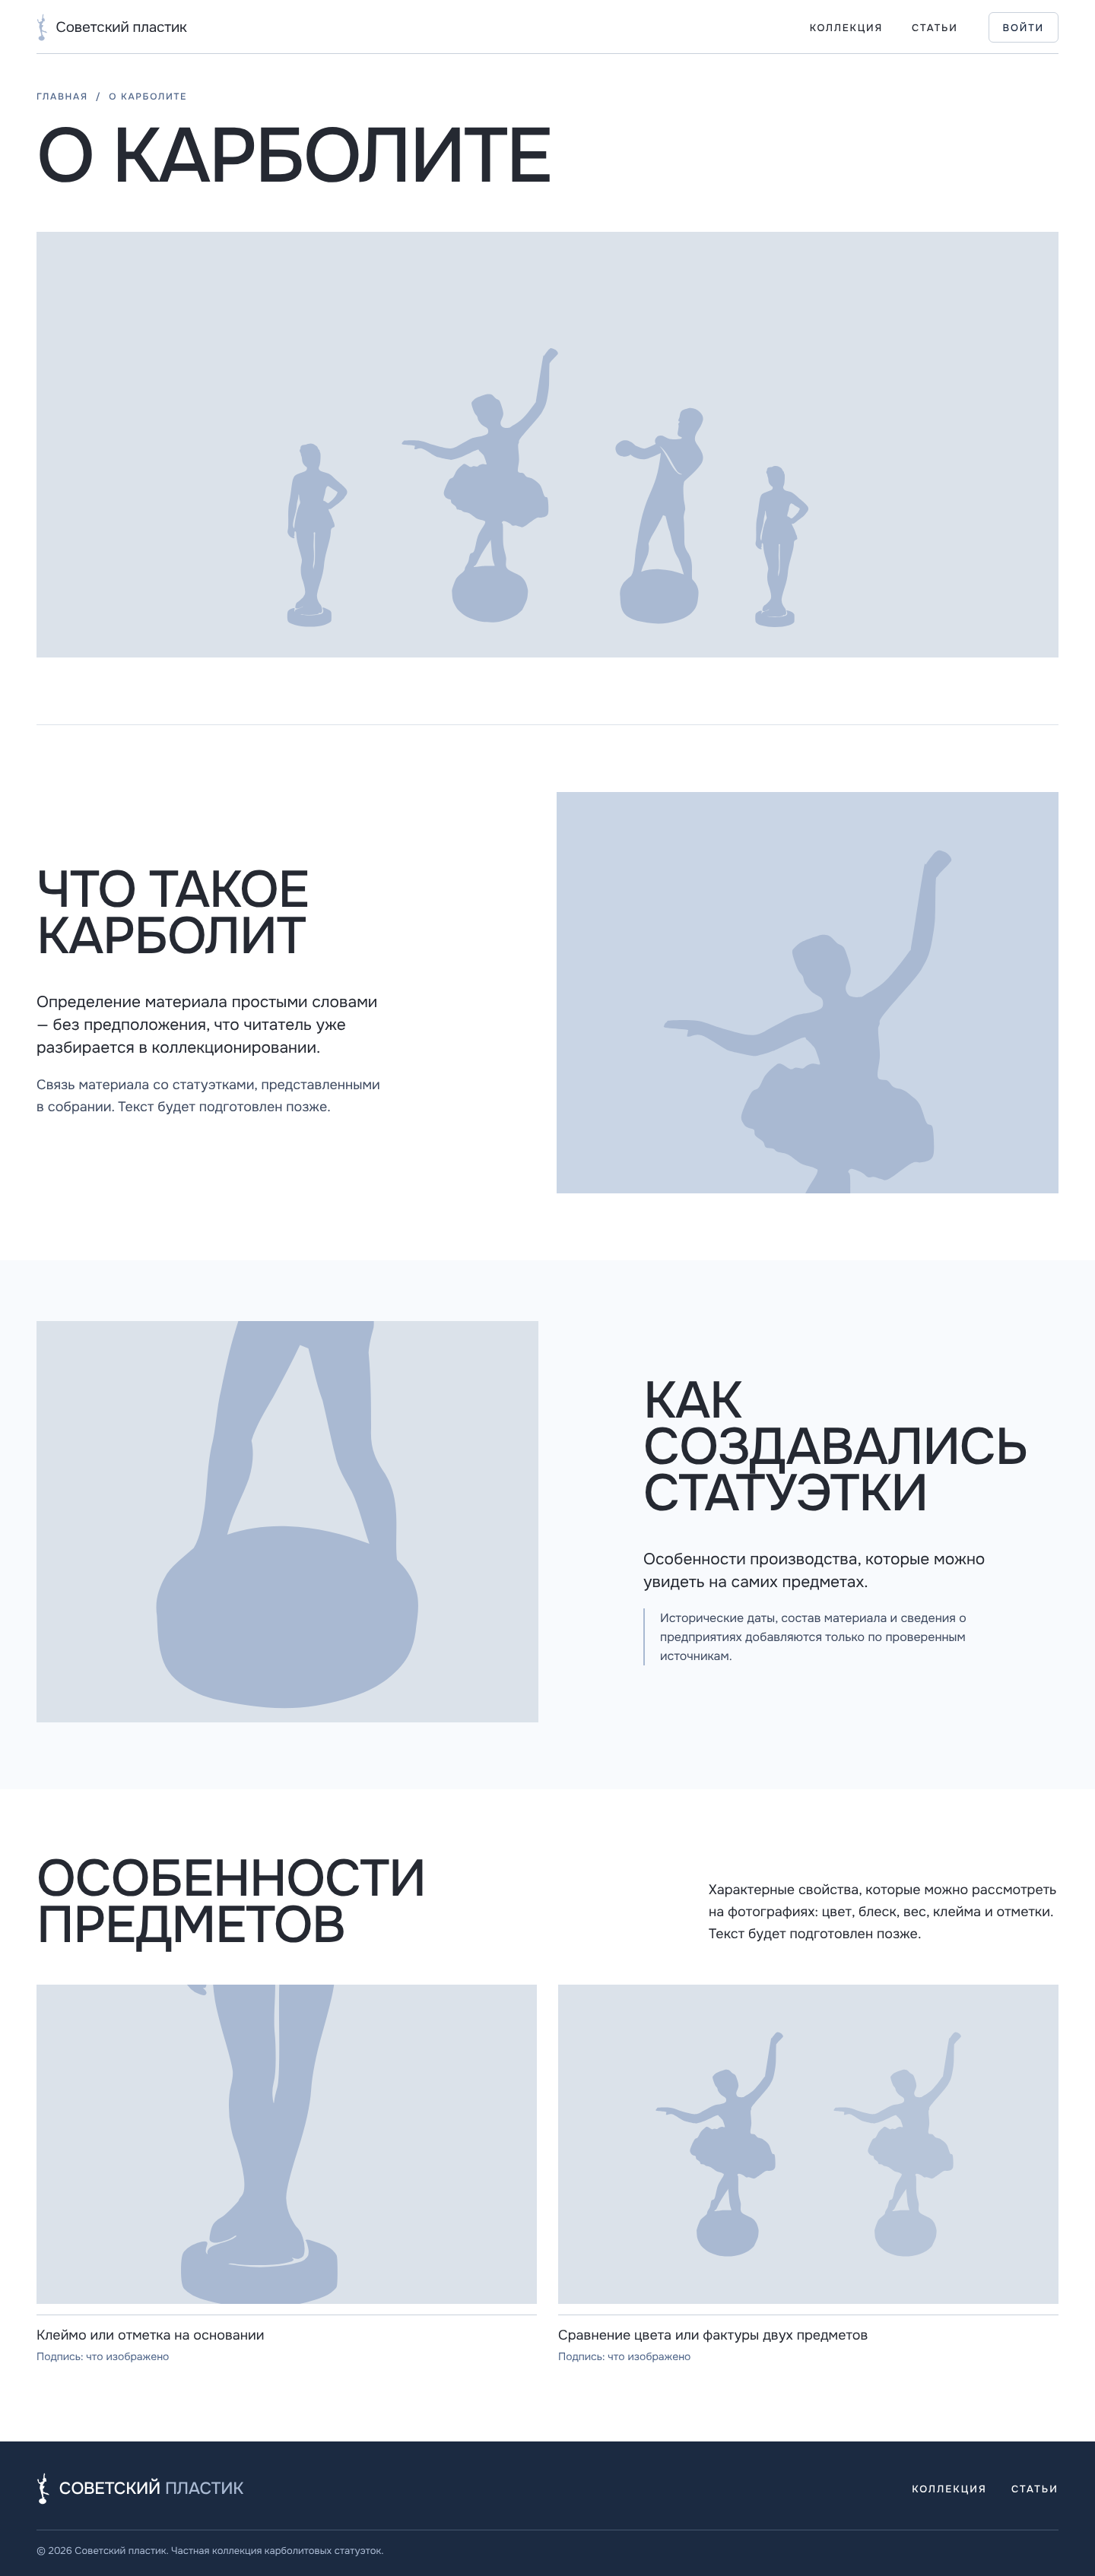 Советский пластик
КОЛЛЕКЦИЯ
СТАТЬИ
ВОЙТИ
ГЛАВНАЯ / О КАРБОЛИТЕ
О КАРБОЛИТЕ
ЧТО ТАКОЕ
КАРБОЛИТ
Определение материала простыми словами
— без предположения, что читатель уже
разбирается в коллекционировании.
Связь материала со статуэтками, представленными
в собрании. Текст будет подготовлен позже.
КАК
СОЗДАВАЛИСЬ
СТАТУЭТКИ
Особенности производства, которые можно
увидеть на самих предметах.
Исторические даты, состав материала и сведения о
предприятиях добавляются только по проверенным
источникам.
ОСОБЕННОСТИ
ПРЕДМЕТОВ
Характерные свойства, которые можно рассмотреть
на фотографиях: цвет, блеск, вес, клейма и отметки.
Текст будет подготовлен позже.
Клеймо или отметка на основании
Подпись: что изображено
Сравнение цвета или фактуры двух предметов
Подпись: что изображено
СОВЕТСКИЙ ПЛАСТИК
КОЛЛЕКЦИЯ
СТАТЬИ
© 2026 Советский пластик. Частная коллекция карболитовых статуэток.